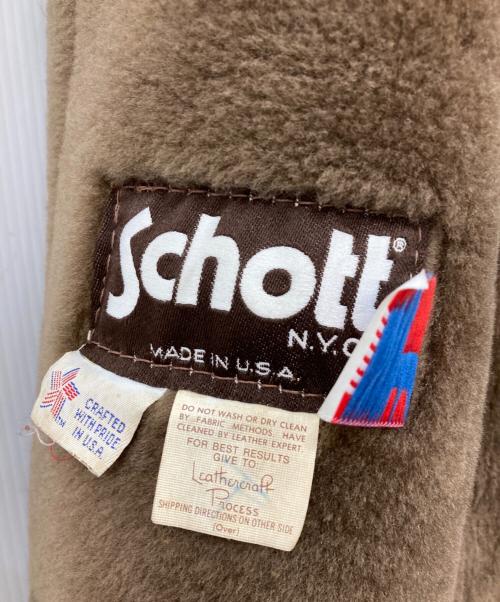 Schott®
N.Y.C
MADE IN U.S.A.
CRAFTED
WITH PRIDE
IN U.S.A.
TM
DO NOT WASH OR DRY CLEAN
BY FABRIC METHODS. HAVE
CLEANED BY LEATHER EXPERT.
FOR BEST RESULTS
GIVE TO:
Leathercraft
Process
SHIPPING DIRECTIONS ON OTHER SIDE
(Over)